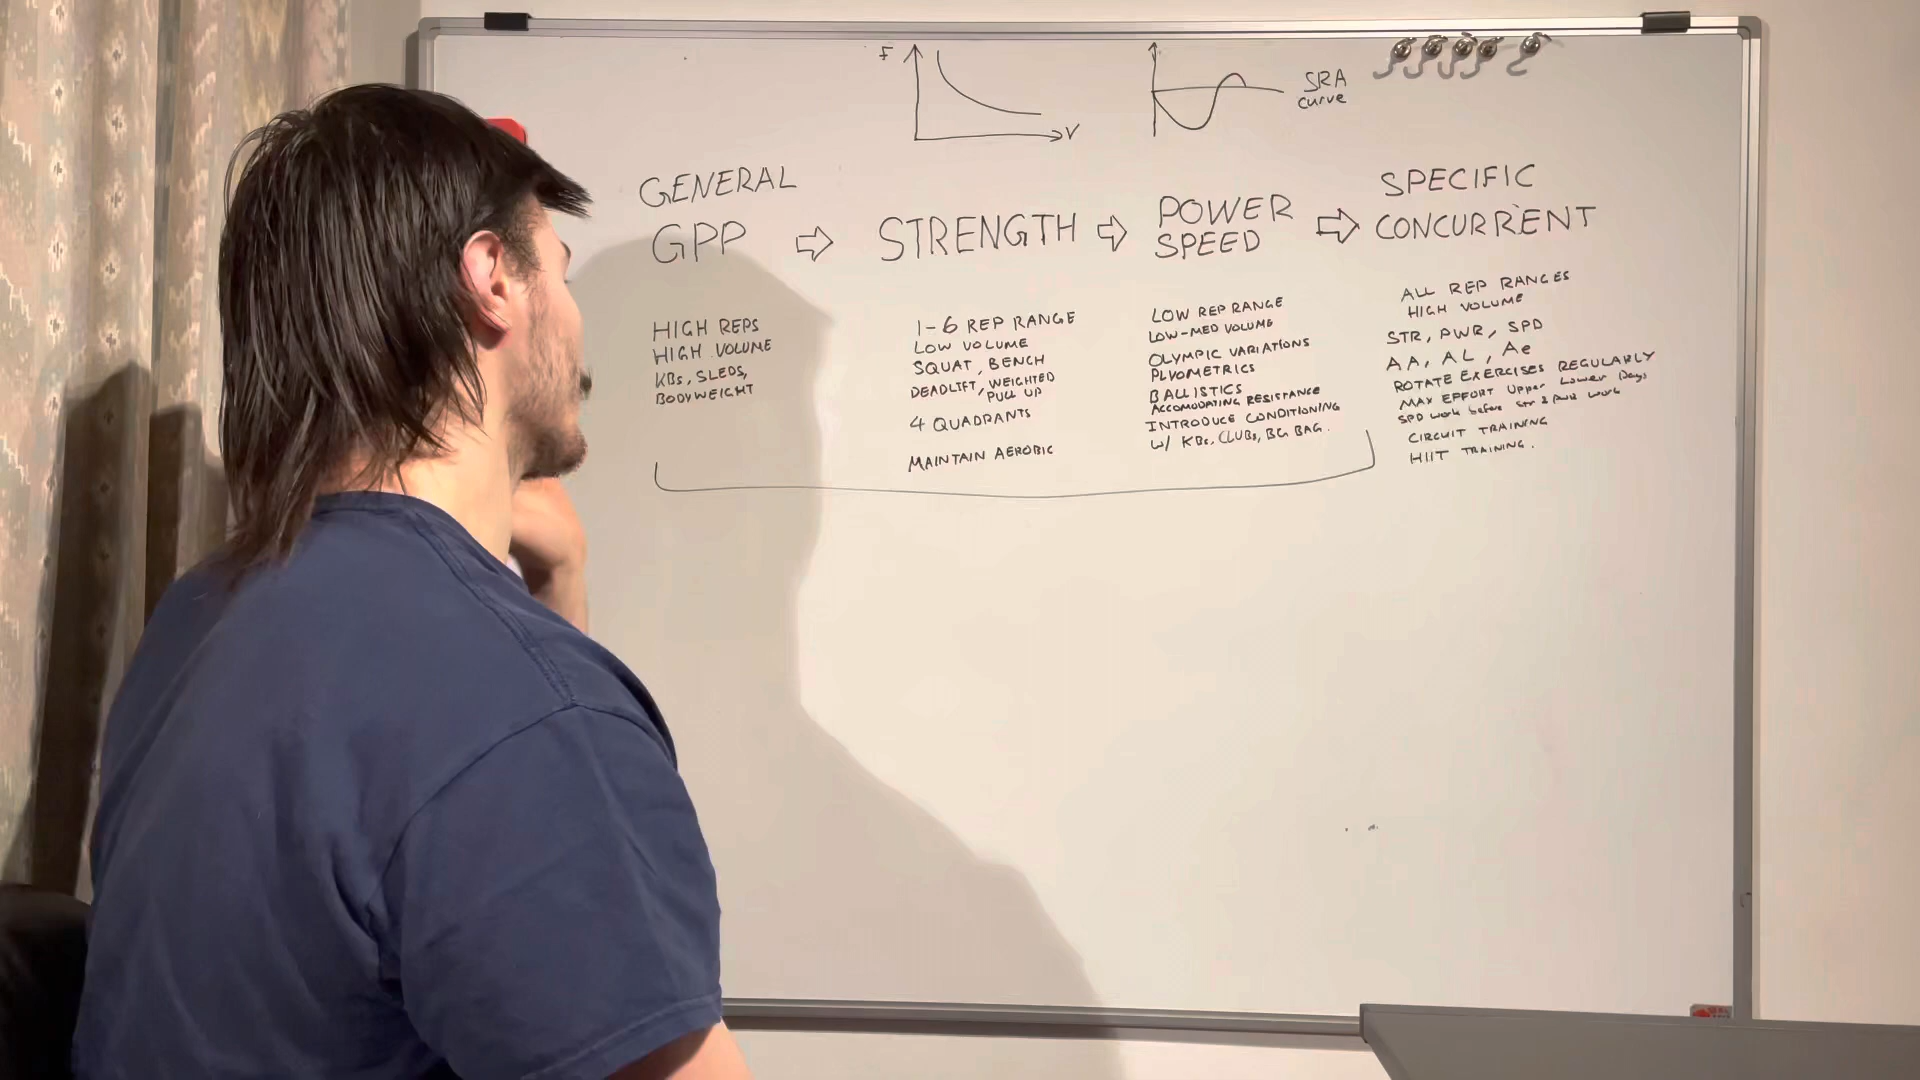 F
V
SRA
curve
GENERAL
GPP
HIGH REPS
HIGH VOLUME
KBs, SLEDS,
BODYWEIGHT
STRENGTH
1-6 REP RANGE
LOW VOLUME
SQUAT, BENCH
DEADLIFT, WEIGHTED
PULL UP
4 QUADRANTS
MAINTAIN AEROBIC
POWER
SPEED
LOW REP RANGE
LOW-MED VOLUME
OLYMPIC VARIATIONS
PLYOMETRICS
BALLISTICS
ACCOMODATING RESISTANCE
INTRODUCE CONDITIONING
W/ KBs, CLUBS, BG BAG.
SPECIFIC
CONCURRENT
ALL REP RANGES
HIGH VOLUME
STR, PWR, SPD
AA, AL, Ae
ROTATE EXERCISES REGULARLY
MAX EFFORT Upper Lower Days
SPD work before str & pwr work
CIRCUIT TRAINING
HIIT TRAINING.